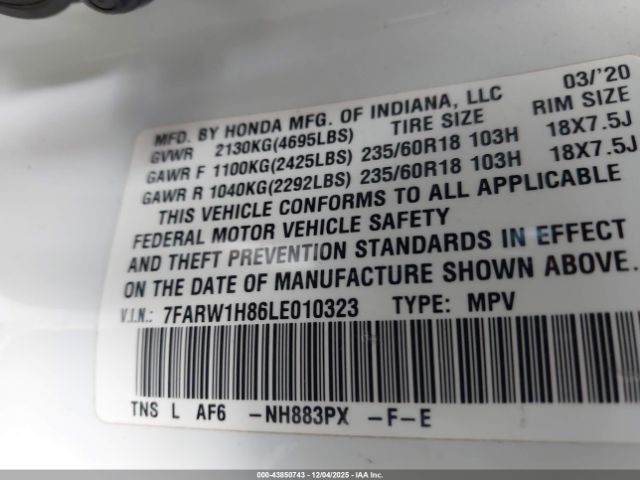 03/'20
MFD. BY HONDA MFG. OF INDIANA, LLC
GVWR 2130KG(4695LBS) TIRE SIZE RIM SIZE
GAWR F 1100KG(2425LBS) 235/60R18 103H 18X7.5J
GAWR R 1040KG(2292LBS) 235/60R18 103H 18X7.5J
THIS VEHICLE CONFORMS TO ALL APPLICABLE
FEDERAL MOTOR VEHICLE SAFETY
AND THEFT PREVENTION STANDARDS IN EFFECT
ON THE DATE OF MANUFACTURE SHOWN ABOVE.
V.I.N.: 7FARW1H86LE010323 TYPE: MPV
TNS L AF6 -NH883PX -F-E
000-43850743 - 12/04/2025 - IAAI.com